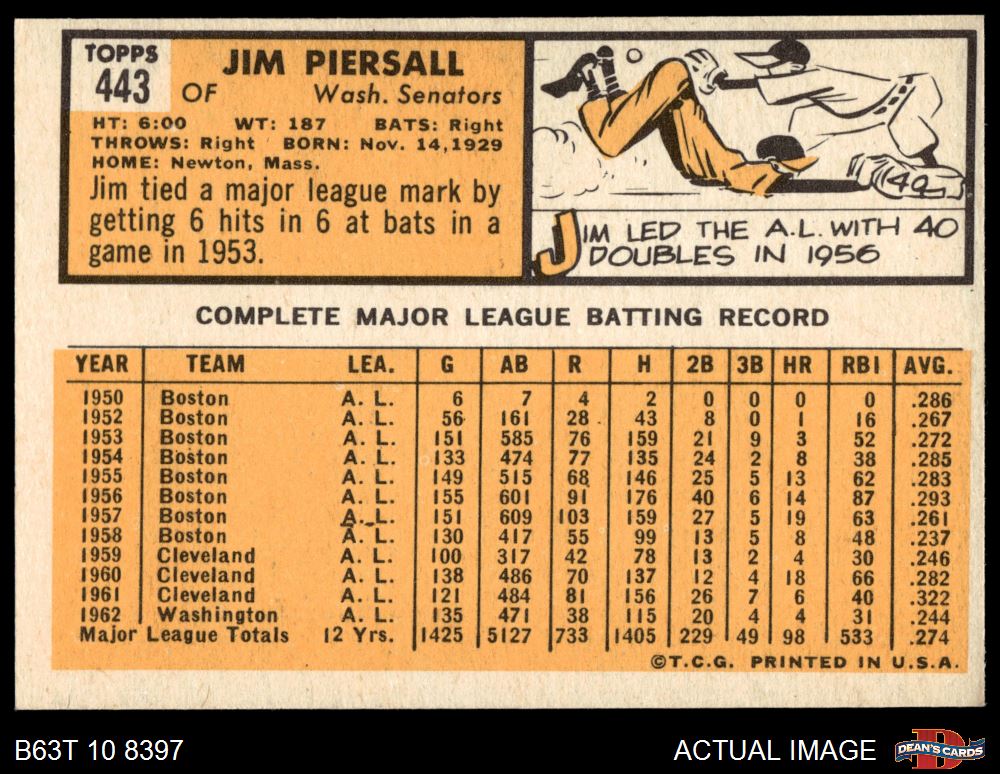 TOPPS
443
JIM PIERSALL
OF Wash. Senators
HT: 6:00 WT: 187 BATS: Right
THROWS: Right BORN: Nov. 14, 1929
HOME: Newton, Mass.
Jim tied a major league mark by
getting 6 hits in 6 at bats in a
game in 1953.
42
JIM LED THE A.L. WITH 40
DOUBLES IN 1956
COMPLETE MAJOR LEAGUE BATTING RECORD
YEAR TEAM LEA. G AB R H 2B 3B HR RBI AVG.
1950 Boston A. L. 6 7 4 2 0 0 0 0 .286
1952 Boston A. L. 56 161 28 43 8 0 1 16 .267
1953 Boston A. L. 151 585 76 159 21 9 3 52 .272
1954 Boston A. L. 133 474 77 135 24 2 8 38 .285
1955 Boston A. L. 149 515 68 146 25 5 13 62 .283
1956 Boston A. L. 155 601 91 176 40 6 14 87 .293
1957 Boston A. L. 151 609 103 159 27 5 19 63 .261
1958 Boston A. L. 130 417 55 99 13 5 8 48 .237
1959 Cleveland A. L. 100 317 42 78 13 2 4 30 .246
1960 Cleveland A. L. 138 486 70 137 12 4 18 66 .282
1961 Cleveland A. L. 121 484 81 156 26 7 6 40 .322
1962 Washington A. L. 135 471 38 115 20 4 4 31 .244
Major League Totals 12 Yrs. 1425 5127 733 1405 229 49 98 533 .274
©T.C.G. PRINTED IN U.S.A.
B63T 10 8397
ACTUAL IMAGE
D
DEAN'S CARDS